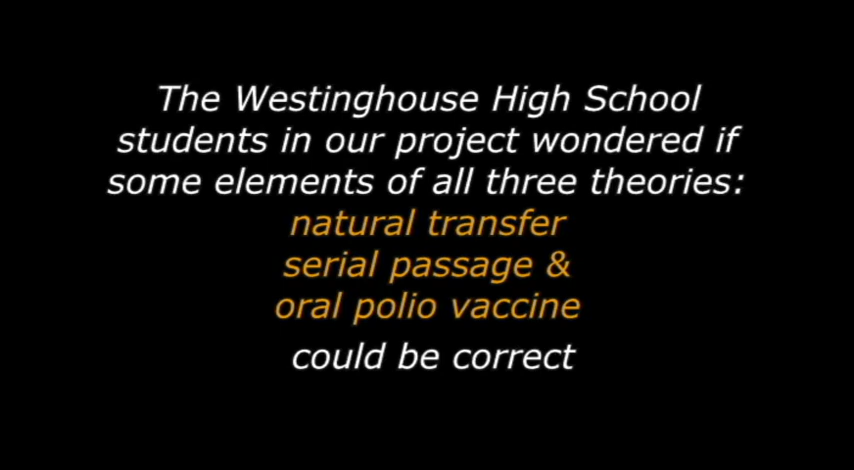 The Westinghouse High School
students in our project wondered if
some elements of all three theories:
natural transfer
serial passage &
oral polio vaccine
could be correct